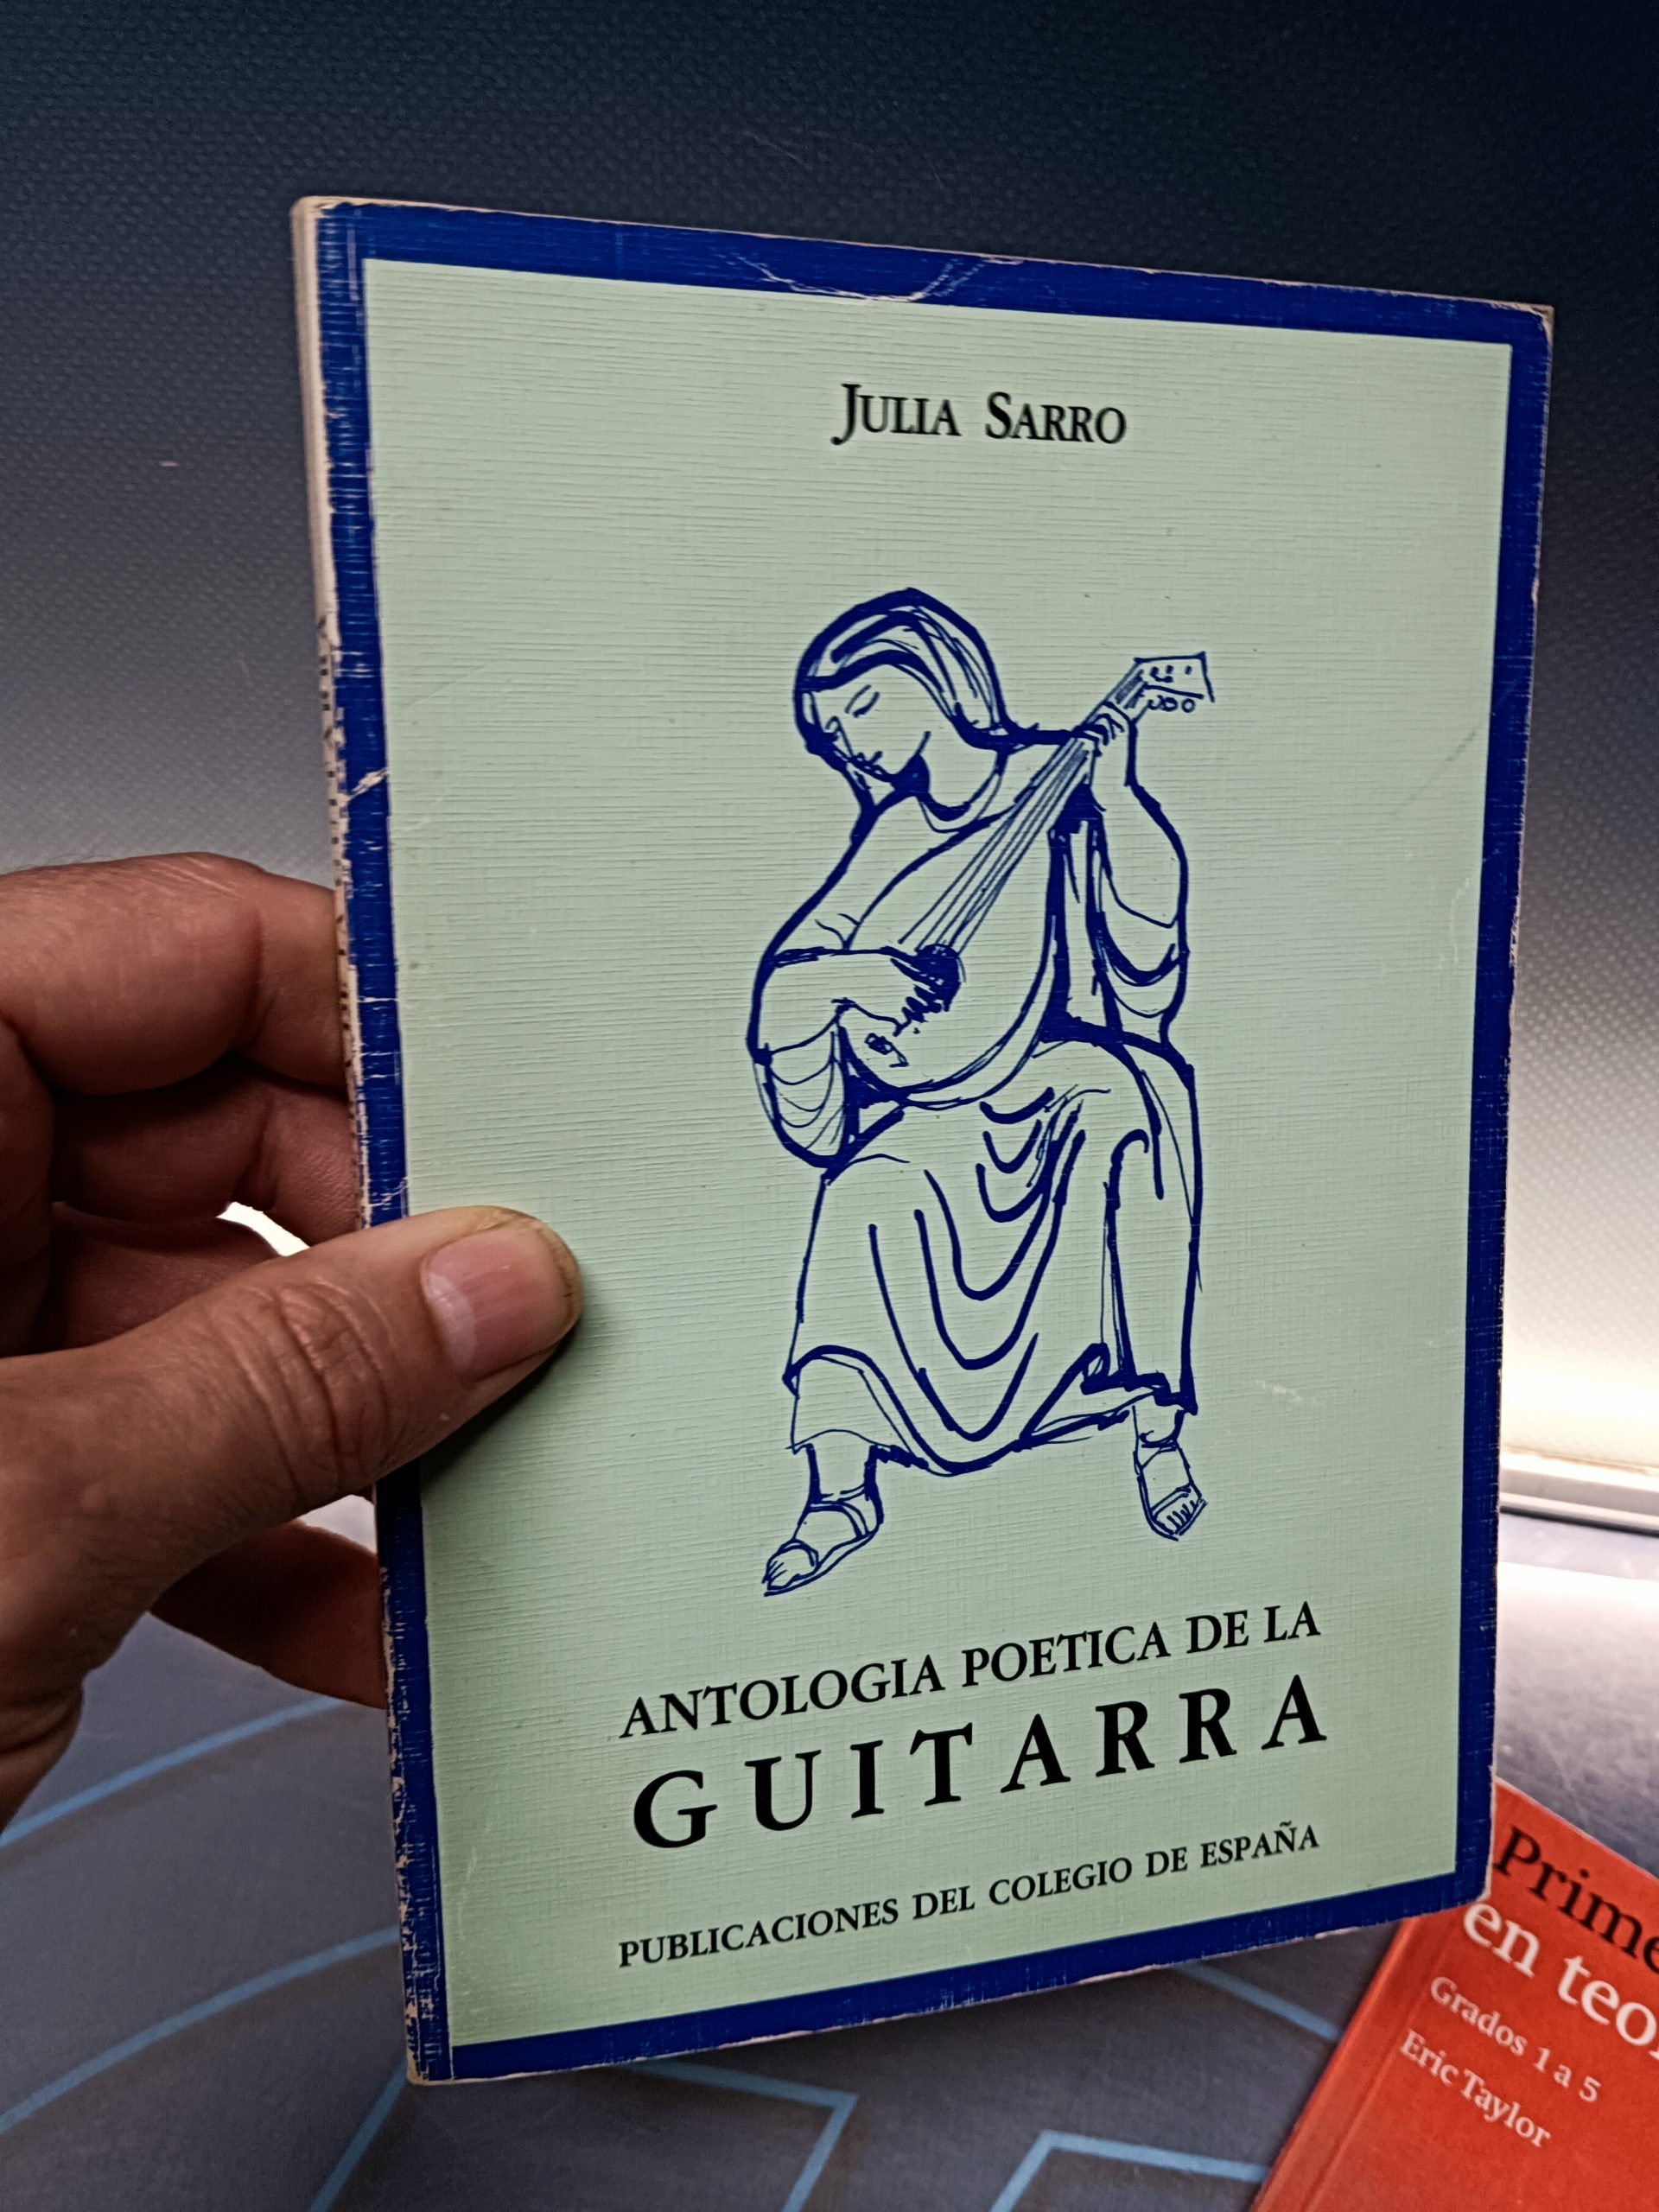 JULIA SARRO
ANTOLOGIA POETICA DE LA
GUITARRA
PUBLICACIONES DEL COLEGIO DE ESPAÑA
en teo
Grados 1 a 5
Eric Taylor